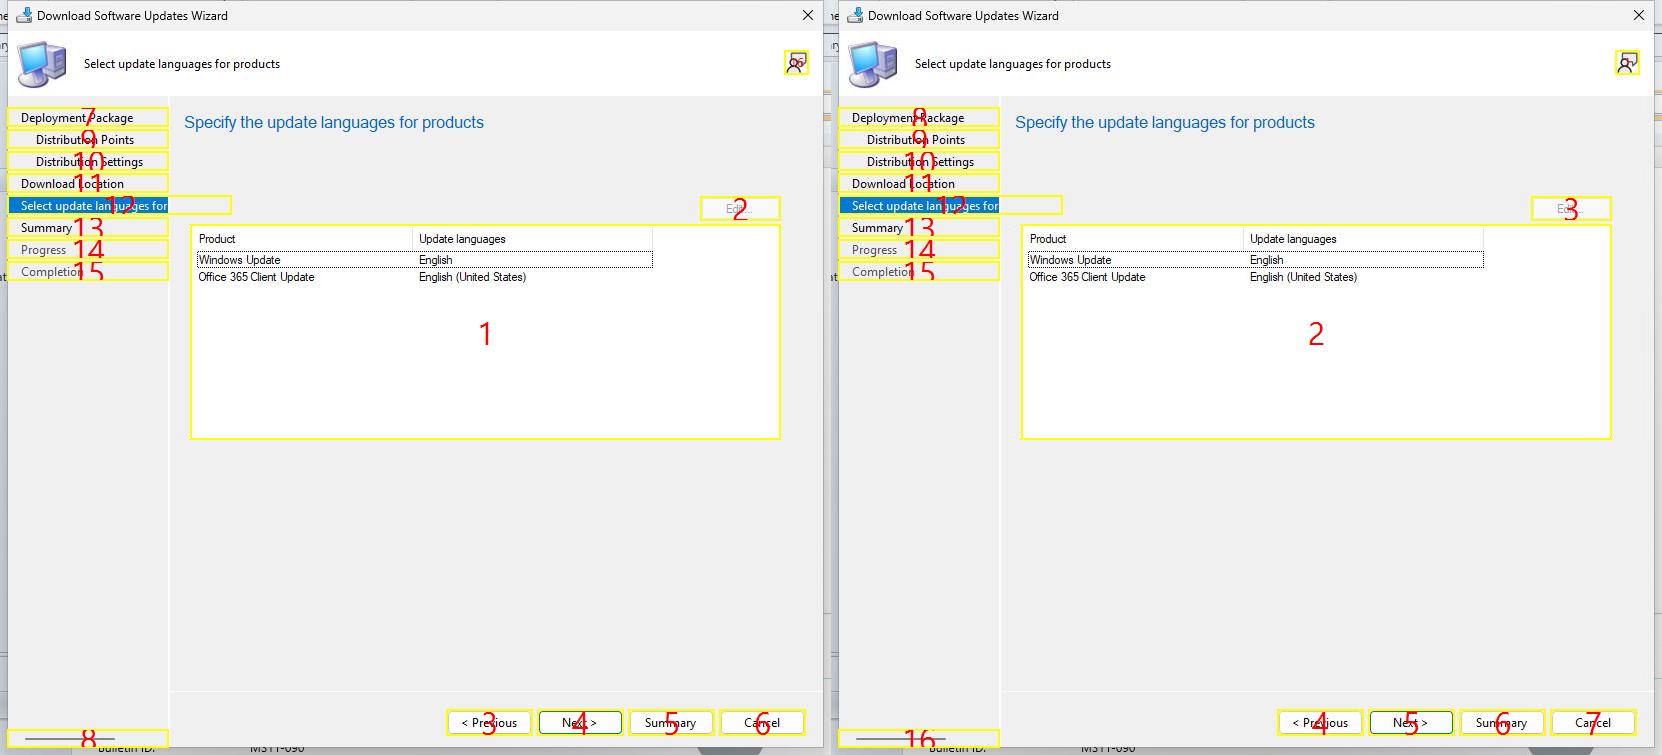 Download Software Updates Wizard
Select update languages for products
16
Deployment Package
7
Distribution Points
9
Distribution Settings
10
Download Location
11
Select update languages for
12
Summary
13
Progress
14
Completion
15
8
Specify the update languages for products
Edit...
2
Product Update languages
Windows Update English
Office 365 Client Update English (United States)
1
< Previous Next > Summary Cancel
3 4 5 6
Bulletin ID: MS11-090
Download Software Updates Wizard
Select update languages for products
Deployment Package
8
Distribution Points
9
Distribution Settings
10
Download Location
11
Select update languages for
12
Summary
13
Progress
14
Completion
15
16
Specify the update languages for products
Edit...
3
Product Update languages
Windows Update English
Office 365 Client Update English (United States)
2
< Previous Next > Summary Cancel
4 5 6 7
Bulletin ID: MS11-090